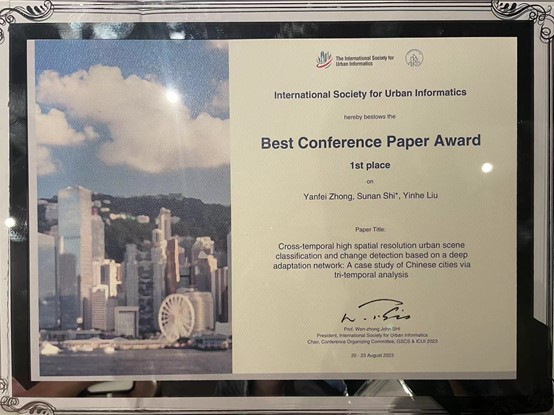 The International Society for
Urban Informatics
International Society for Urban Informatics
hereby bestows the
Best Conference Paper Award
1st place
on
Yanfei Zhong, Sunan Shi*, Yinhe Liu
Paper Title:
Cross-temporal high spatial resolution urban scene
classification and change detection based on a deep
adaptation network: A case study of Chinese cities via
tri-temporal analysis
Prof. Wen-zhong John SHI
President, International Society for Urban Informatics
Chair, Conference Organizing Committee, GSCS & ICUI 2023
20 - 23 August 2023